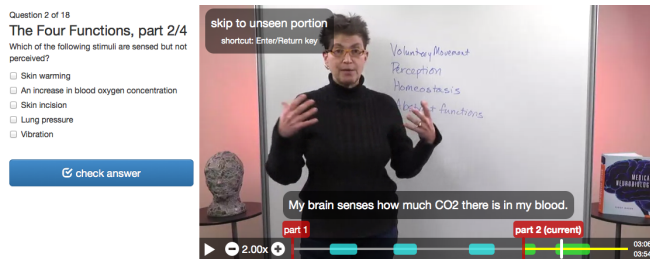 Question 2 of 18
The Four Functions, part 2/4
Which of the following stimuli are sensed but not
perceived?
Skin warming
An increase in blood oxygen concentration
Skin incision
Lung pressure
Vibration
check answer
skip to unseen portion
shortcut: Enter/Return key
Voluntary Movement
Perception
Homeostasis
Abstract functions
MEDICAL
NEUROBIOLOGY
My brain senses how much CO2 there is in my blood.
part 1
part 2 (current)
2.00x
03:06
03:54